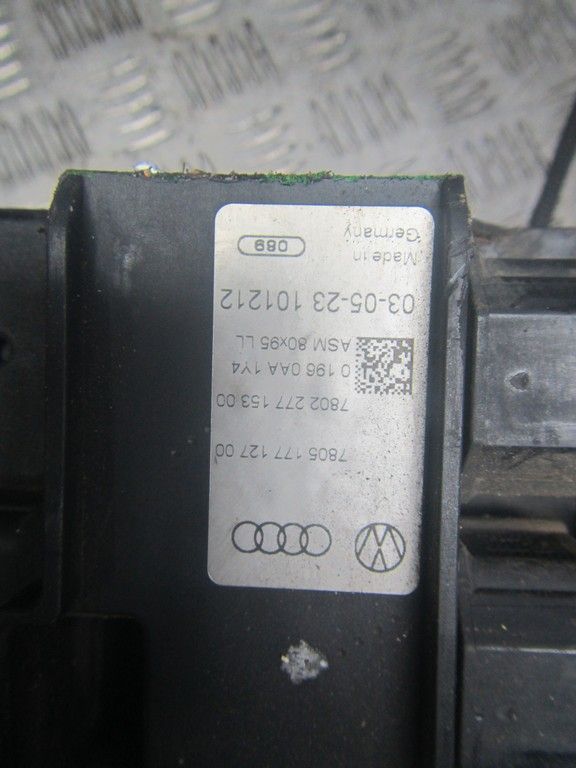 7805 177 127 00
7802 277 153 00
0 196 0AA 1Y4
ASM 80x95 LL
03-05-23 101212
Made in
Germany
089